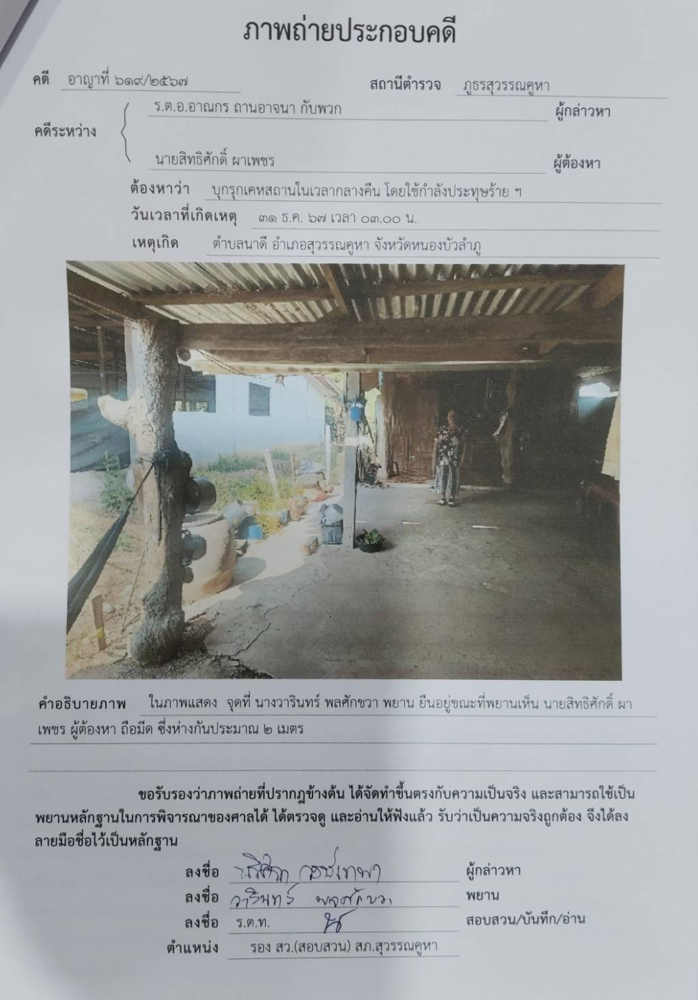 ภาพถ่ายประกอบคดี
คดี อาญาที่ ๖๑๙/๒๕๖๗ สถานีตำรวจ ภูธรสุวรรณคูหา
ร.ต.อ.อาณกร ถานอาจนา กับพวก ผู้กล่าวหา
คดีระหว่าง
นายสิทธิศักดิ์ ผาเพชร ผู้ต้องหา
ต้องหาว่า บุกรุกเคหสถานในเวลากลางคืน โดยใช้กำลังประทุษร้าย ฯ
วันเวลาที่เกิดเหตุ ๓๑ ธ.ค. ๖๗ เวลา ๐๓.๐๐ น.
เหตุเกิด ตำบลนาดี อำเภอสุวรรณคูหา จังหวัดหนองบัวลำภู
คำอธิบายภาพ ในภาพแสดง จุดที่ นางวารินทร์ พลศักขวา พยาน ยืนอยู่ขณะที่พยานเห็น นายสิทธิศักดิ์ ผา
เพชร ผู้ต้องหา ถือมีด ซึ่งห่างกันประมาณ ๒ เมตร
ขอรับรองว่าภาพถ่ายที่ปรากฏข้างต้น ได้จัดทำขึ้นตรงกับความเป็นจริง และสามารถใช้เป็น
พยานหลักฐานในการพิจารณาของศาลได้ ได้ตรวจดู และอ่านให้ฟังแล้ว รับว่าเป็นความจริงถูกต้อง จึงได้ลง
ลายมือชื่อไว้เป็นหลักฐาน
ลงชื่อ ผู้กล่าวหา
ลงชื่อ วารินทร์ พลศักขวา พยาน
ลงชื่อ ร.ต.ท. สอบสวน/บันทึก/อ่าน
ตำแหน่ง รอง สว.(สอบสวน) สภ.สุวรรณคูหา